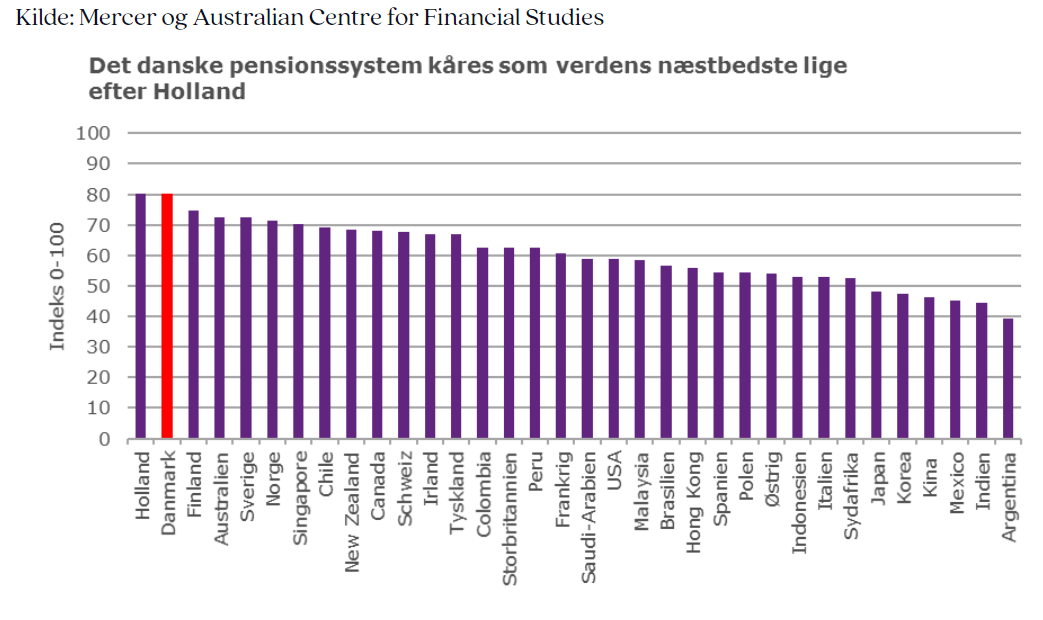 Kilde: Mercer og Australian Centre for Financial Studies
Det danske pensionssystem kåres som verdens næstbedste lige
efter Holland
100
90
80
70
60
50
40
30
20
10
0
Indeks 0-100
Holland
Danmark
Finland
Australien
Sverige
Norge
Singapore
Chile
New Zealand
Canada
Schweiz
Irland
Tyskland
Colombia
Storbritannien
Peru
Frankrig
Saudi-Arabien
USA
Malaysia
Brasilien
Hong Kong
Spanien
Polen
Østrig
Indonesien
Italien
Sydafrika
Japan
Korea
Kina
Mexico
Indien
Argentina